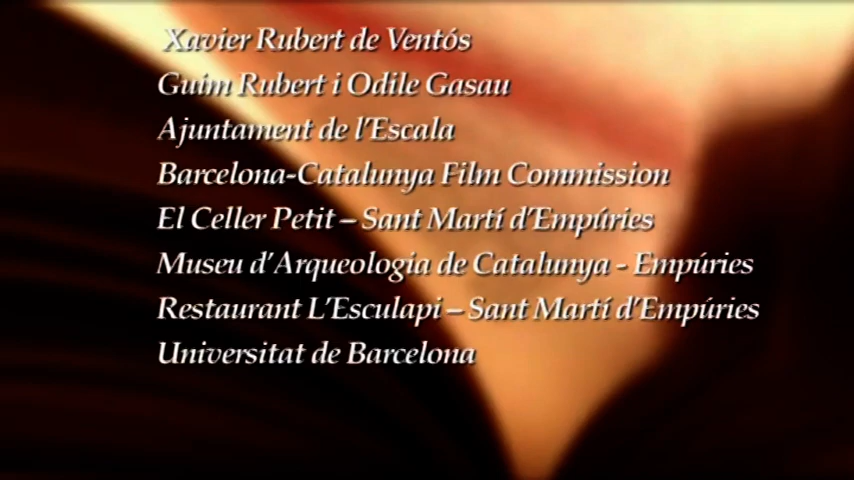 Xavier Rubert de Ventós
Guim Rubert i Odile Gasau
Ajuntament de l'Escala
Barcelona-Catalunya Film Commission
El Celler Petit – Sant Martí d'Empúries
Museu d'Arqueologia de Catalunya - Empúries
Restaurant L'Esculapi – Sant Martí d'Empúries
Universitat de Barcelona